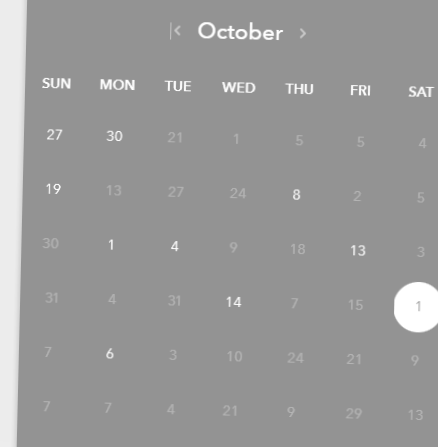 October
SUN MON TUE WED THU FRI SAT
27 30 21 1 5 5 4
19 13 27 24 8 2 5
30 1 4 9 18 13 3
31 4 31 14 7 15 1
7 6 3 10 24 21 9
7 7 4 21 9 29 13